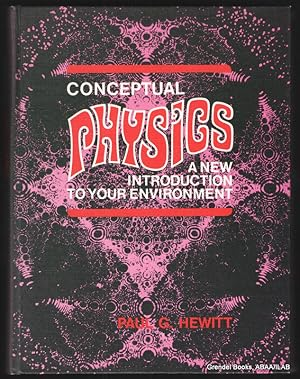 CONCEPTUAL
PHYSICS
A NEW
INTRODUCTION
TO YOUR ENVIRONMENT
PAUL G. HEWITT
Grendel Books, ABAA/ILAB